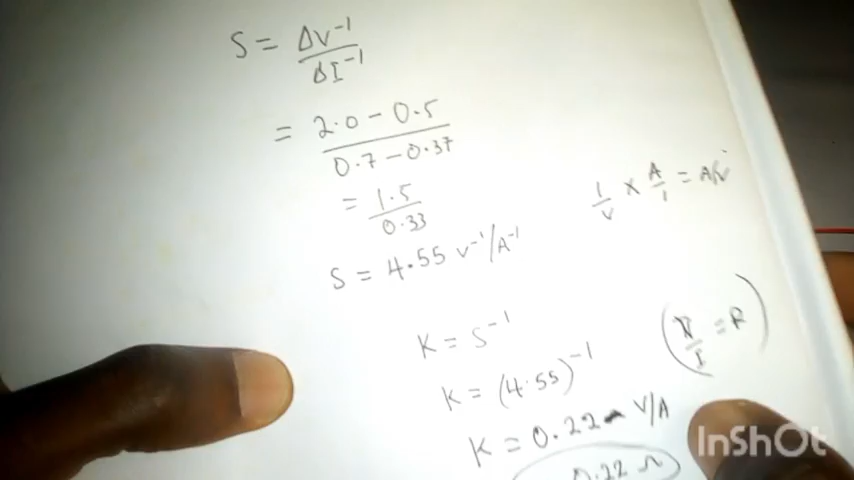 S = ΔV⁻¹/ΔI⁻¹
= 2.0 - 0.5/0.7 - 0.37
= 1.5/0.33
1/V × A/1 = A/V
S = 4.55 V⁻¹/A⁻¹
K = S⁻¹
(V/I = R)
K = (4.55)⁻¹
K = 0.22 V/A
0.22 Ω
InShOt